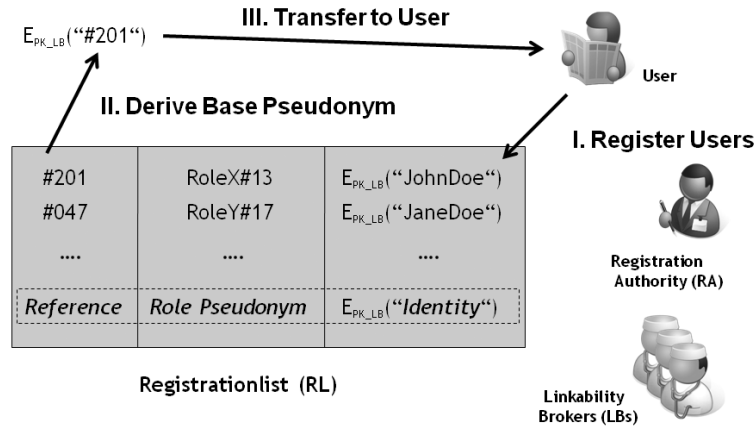 III. Transfer to User
E_PK_LB(“#201“)
User
II. Derive Base Pseudonym
I. Register Users
#201 RoleX#13 E_PK_LB(“JohnDoe“)
#047 RoleY#17 E_PK_LB(“JaneDoe“)
.... .... ....
Reference Role Pseudonym E_PK_LB(“Identity“)
Registrationlist (RL)
Registration
Authority (RA)
Linkability
Brokers (LBs)